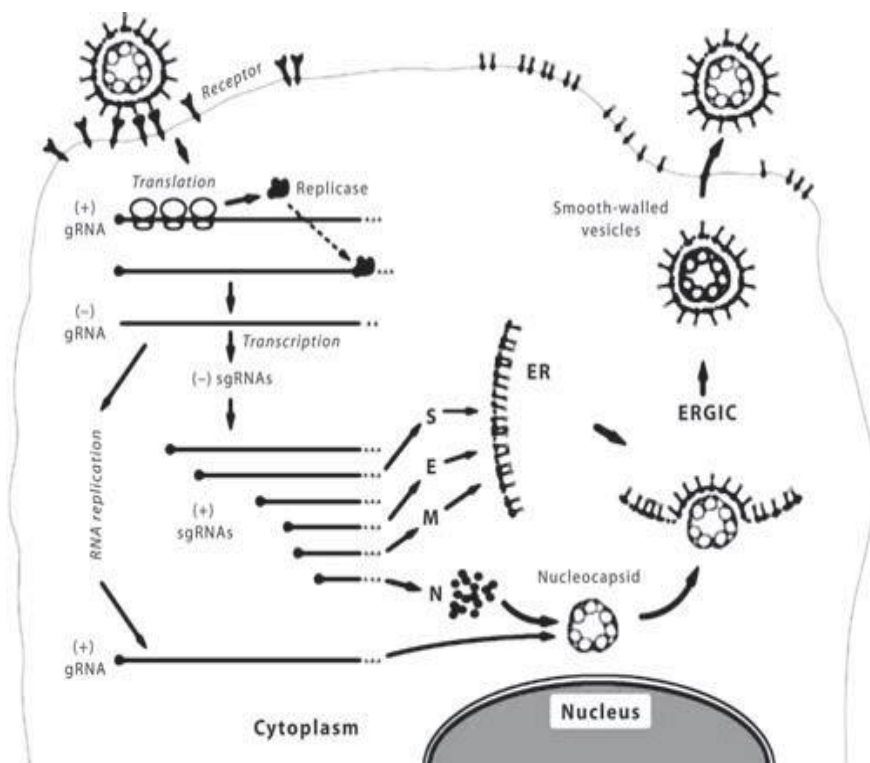 Receptor
Translation
Replicase
(+)
gRNA
(–)
gRNA
Transcription
(–) sgRNAs
RNA replication
(+)
sgRNAs
S
E
M
N
ER
Smooth-walled
vesicles
ERGIC
Nucleocapsid
(+)
gRNA
Cytoplasm
Nucleus